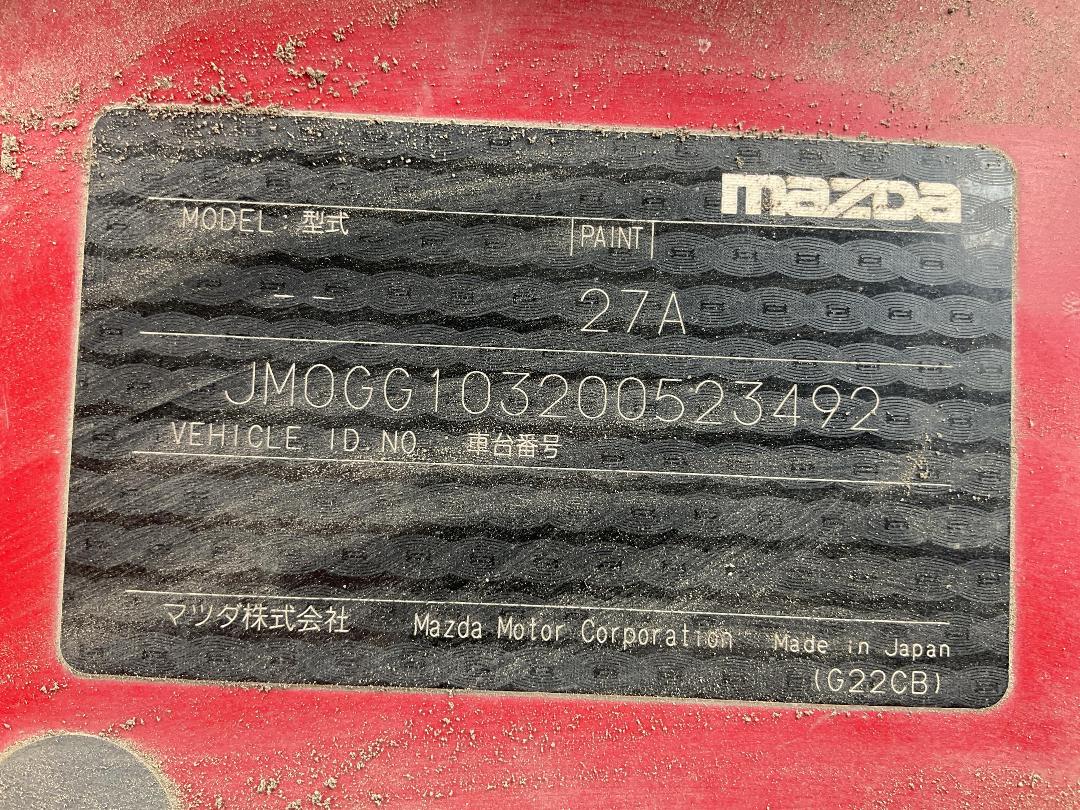 mazda
MODEL : 型式 PAINT
-- 27A
JM0GG103200523492
VEHICLE ID.NO. : 車台番号
マツダ株式会社 Mazda Motor Corporation Made in Japan
(G22CB)